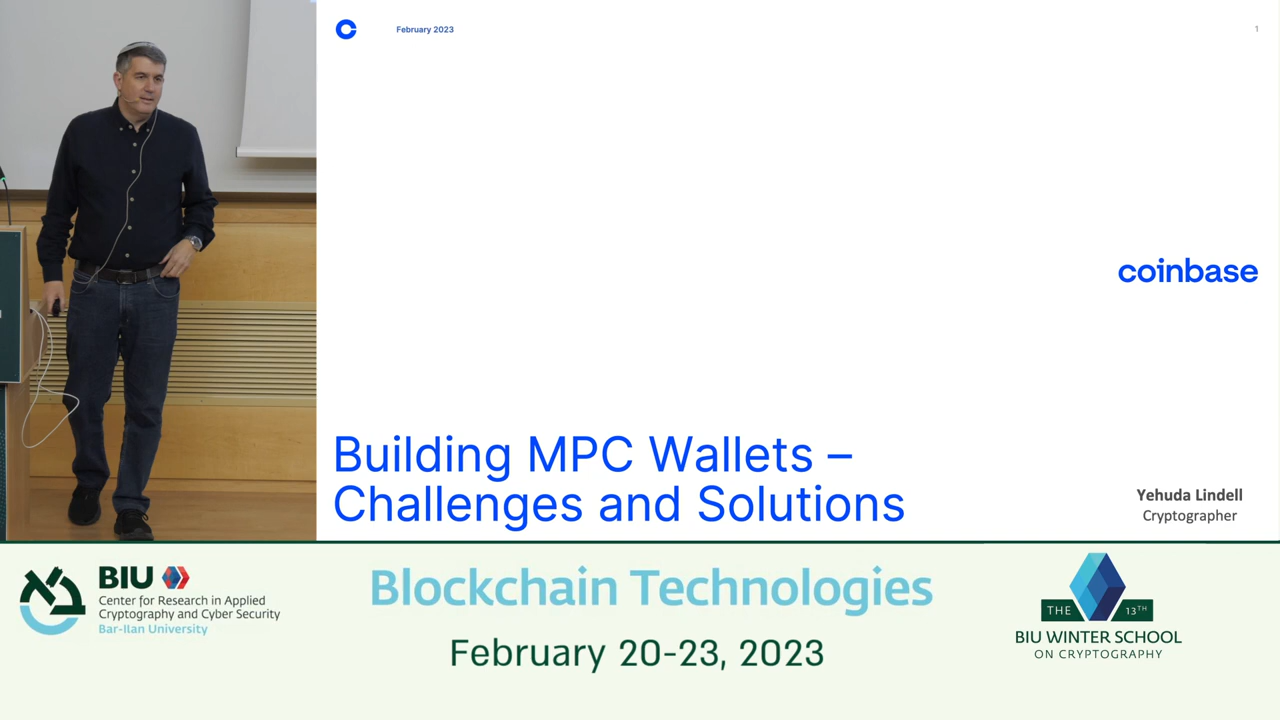 February 2023
1
coinbase
Building MPC Wallets –
Challenges and Solutions
Yehuda Lindell
Cryptographer
BIU
Center for Research in Applied
Cryptography and Cyber Security
Bar-Ilan University
Blockchain Technologies
February 20-23, 2023
THE 13TH
BIU WINTER SCHOOL
ON CRYPTOGRAPHY